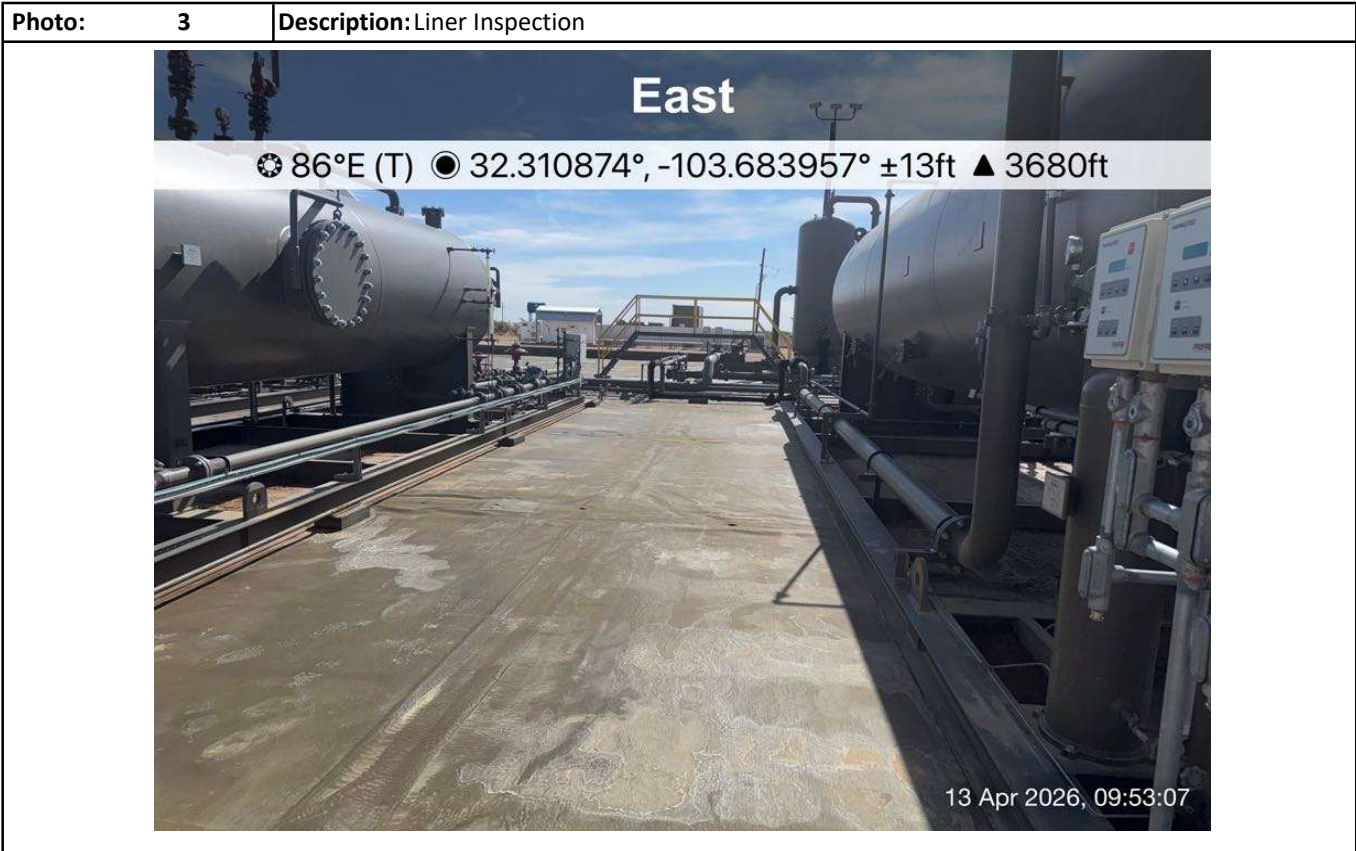 Photo: 3 Description: Liner Inspection
East
86°E (T) 32.310874°, -103.683957° ±13ft ▲ 3680ft
13 Apr 2026, 09:53:07